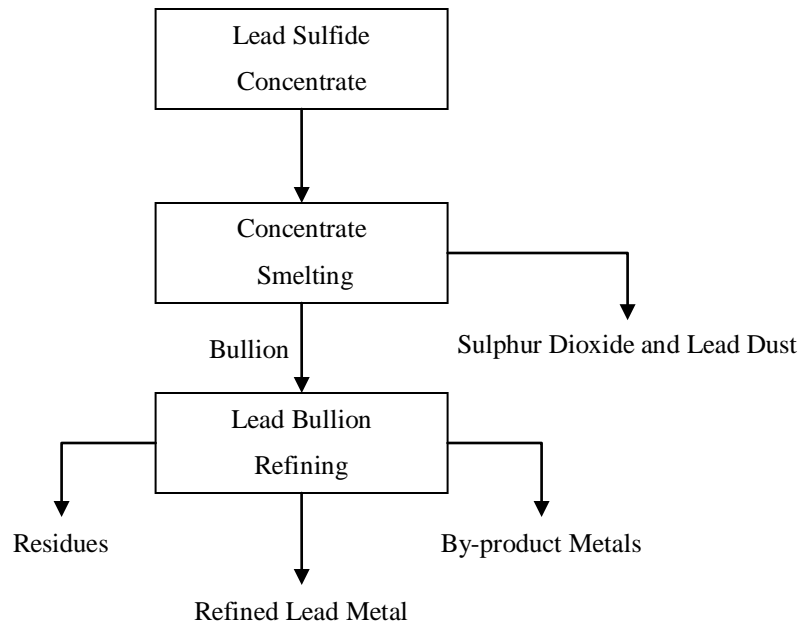 Lead Sulfide
Concentrate
Concentrate
Smelting
Bullion
Sulphur Dioxide and Lead Dust
Lead Bullion
Refining
Residues
By-product Metals
Refined Lead Metal